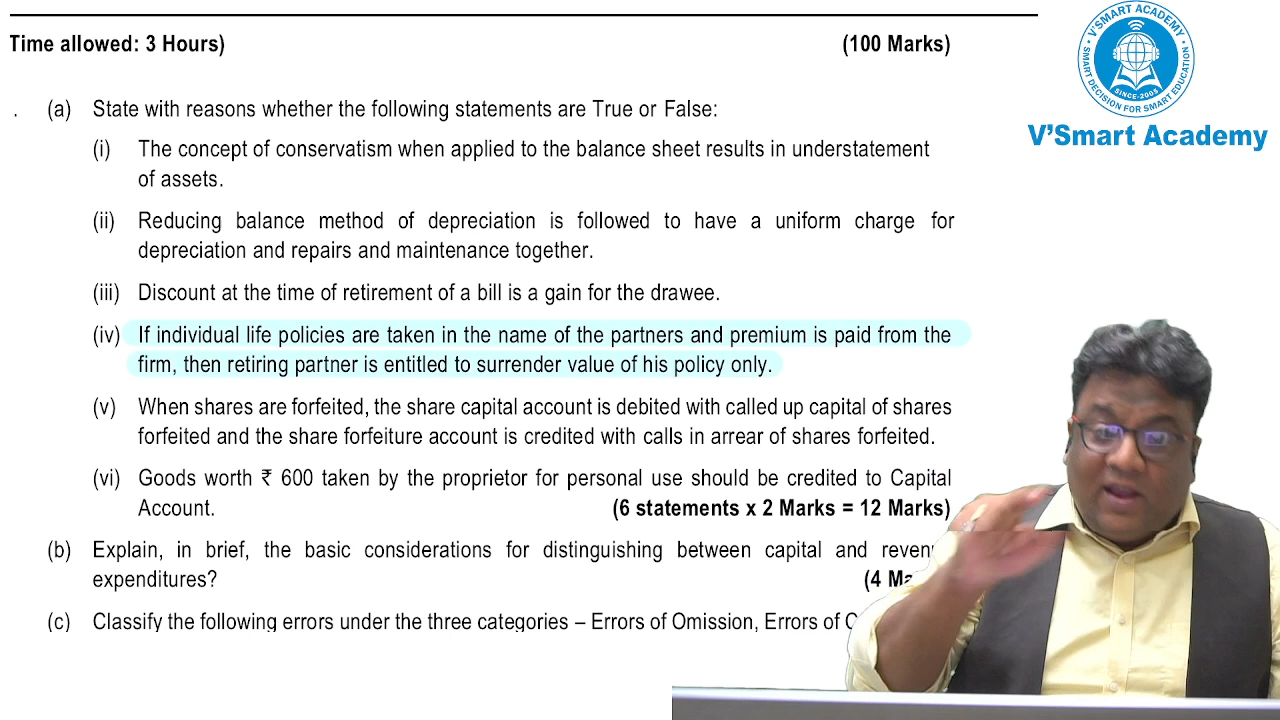 Time allowed: 3 Hours)
(100 Marks)
. (a) State with reasons whether the following statements are True or False:
(i) The concept of conservatism when applied to the balance sheet results in understatement
of assets.
(ii) Reducing balance method of depreciation is followed to have a uniform charge for
depreciation and repairs and maintenance together.
(iii) Discount at the time of retirement of a bill is a gain for the drawee.
(iv) If individual life policies are taken in the name of the partners and premium is paid from the
firm, then retiring partner is entitled to surrender value of his policy only.
(v) When shares are forfeited, the share capital account is debited with called up capital of shares
forfeited and the share forfeiture account is credited with calls in arrear of shares forfeited.
(vi) Goods worth ₹ 600 taken by the proprietor for personal use should be credited to Capital
Account. (6 statements x 2 Marks = 12 Marks)
(b) Explain, in brief, the basic considerations for distinguishing between capital and
expenditures? (4
(c) Classify the following errors under the three categories – Errors of Omission, Errors of
V'SMART ACADEMY
SINCE-2005
SMART DECISION FOR SMART EDUCATION
V'Smart Academy